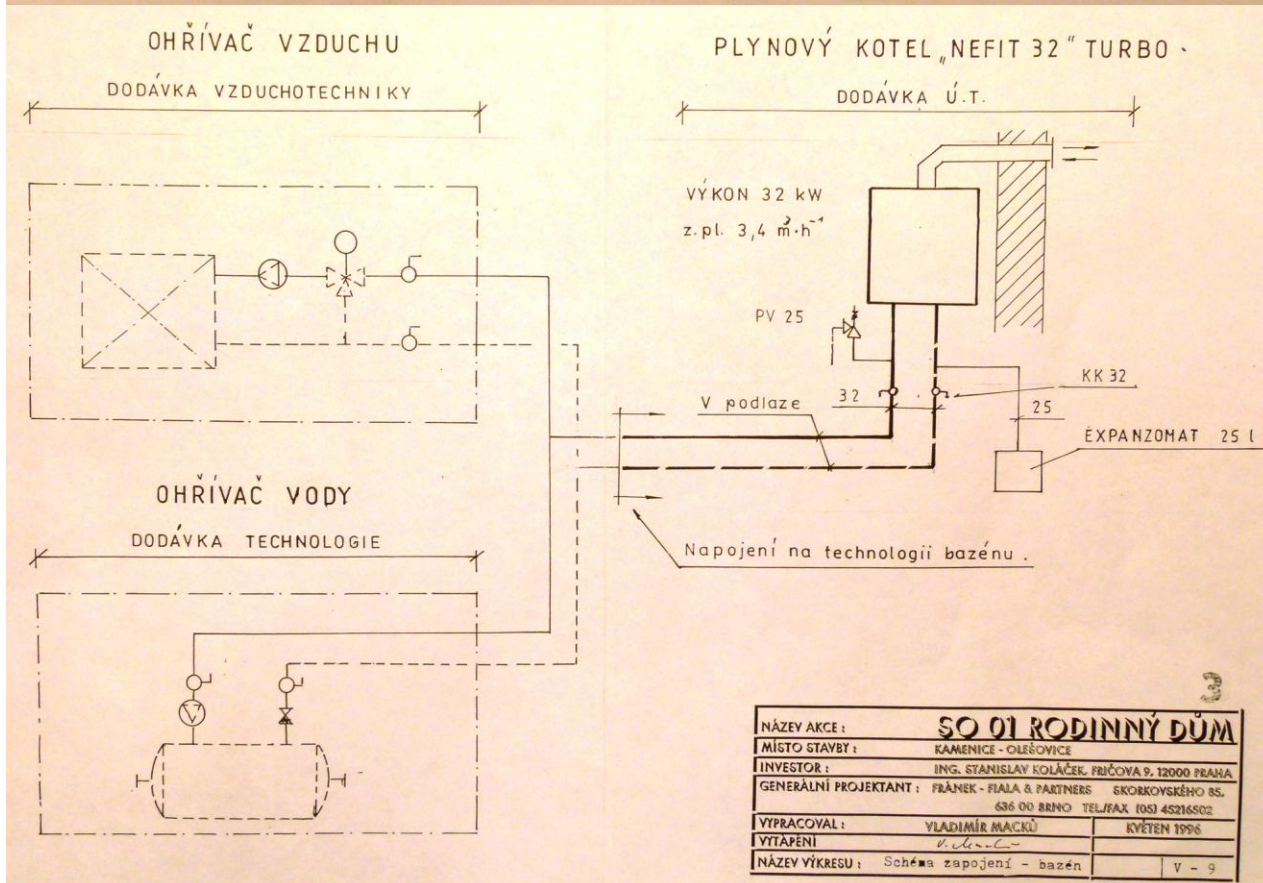 OHŘÍVAČ VZDUCHU
DODÁVKA VZDUCHOTECHNIKY
PLYNOVÝ KOTEL „NEFIT 32“ TURBO.
DODÁVKA Ú.T.
VÝKON 32 kW
z.pl. 3,4 m³·h⁻¹
PV 25
KK 32
32
25
V podlaze
EXPANZOMAT 25 l
OHŘÍVAČ VODY
DODÁVKA TECHNOLOGIE
Napojení na technologii bazénu.
3
NÁZEV AKCE: SO 01 RODINNÝ DŮM
MÍSTO STAVBY: KAMENICE - OLEŠOVICE
INVESTOR: ING. STANISLAV KOLÁČEK, FRIČOVA 9, 12000 PRAHA
GENERÁLNÍ PROJEKTANT: FRÁNEK - FIALA & PARTNERS SKORKOVSKÉHO 85,
636 00 BRNO TEL/FAX (05) 45216502
VYPRACOVAL: VLADIMÍR MACKŮ KVĚTEN 1996
VYTÁPĚNÍ
NÁZEV VÝKRESU: Schéma zapojení - bazén V - 9